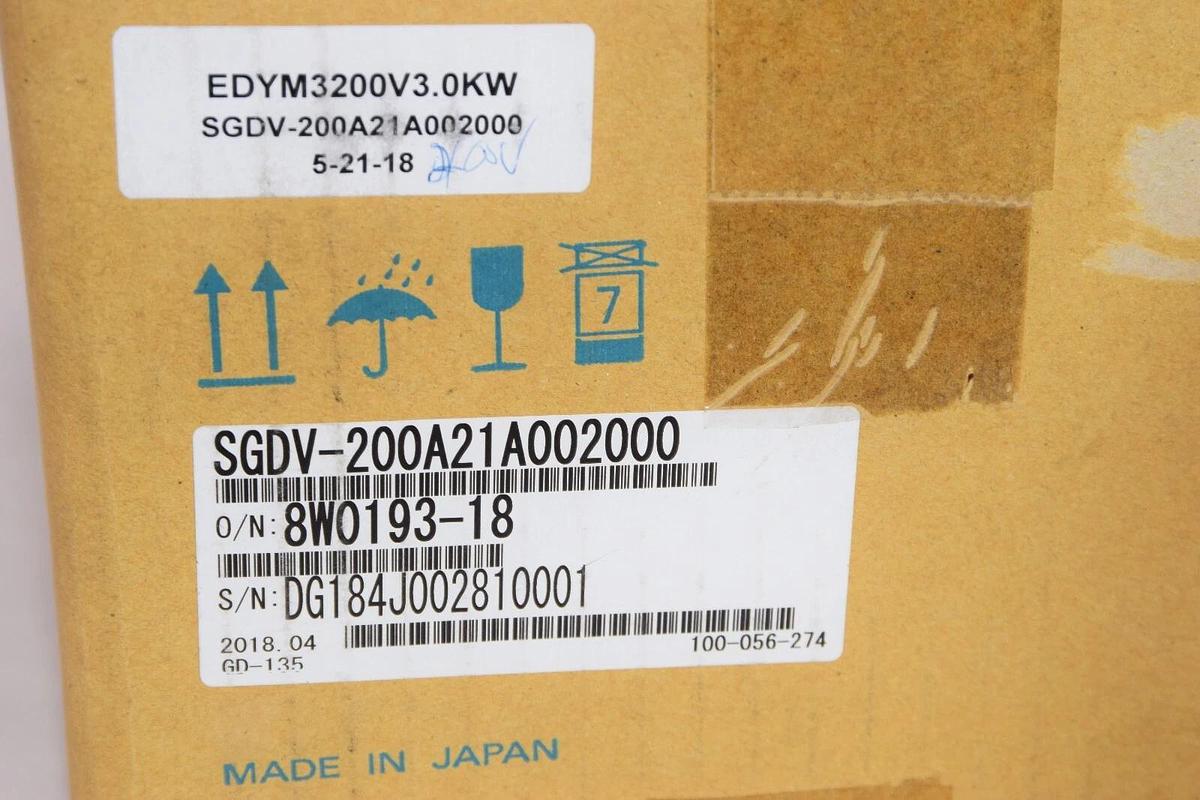 EDYM3200V3.0KW
SGDV-200A21A002000
5-21-18
7
SGDV-200A21A002000
O/N: 8W0193-18
S/N: DG184J002810001
2018.04 100-056-274
GD-135
MADE IN JAPAN